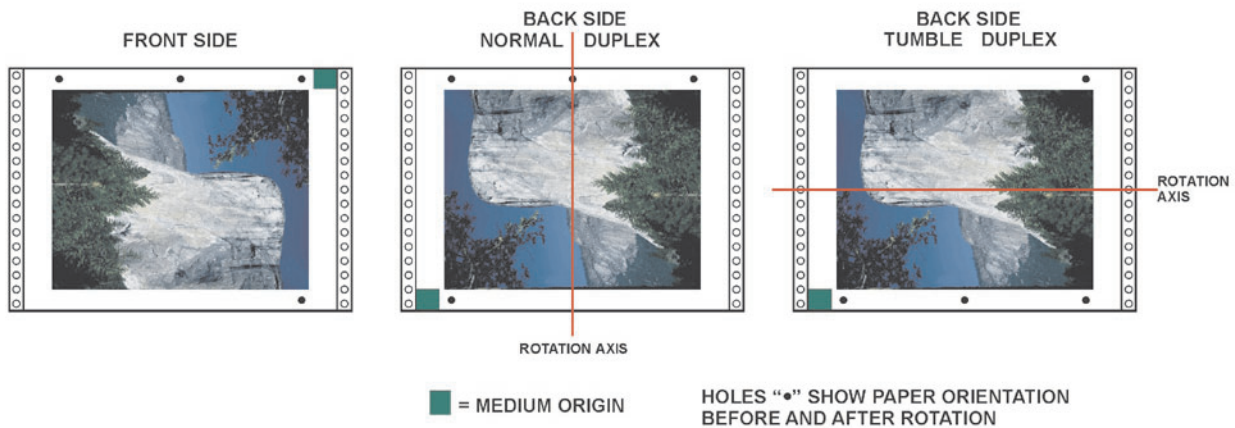 FRONT SIDE
BACK SIDE
NORMAL DUPLEX
BACK SIDE
TUMBLE DUPLEX
ROTATION
AXIS
ROTATION AXIS
= MEDIUM ORIGIN
HOLES “•” SHOW PAPER ORIENTATION
BEFORE AND AFTER ROTATION